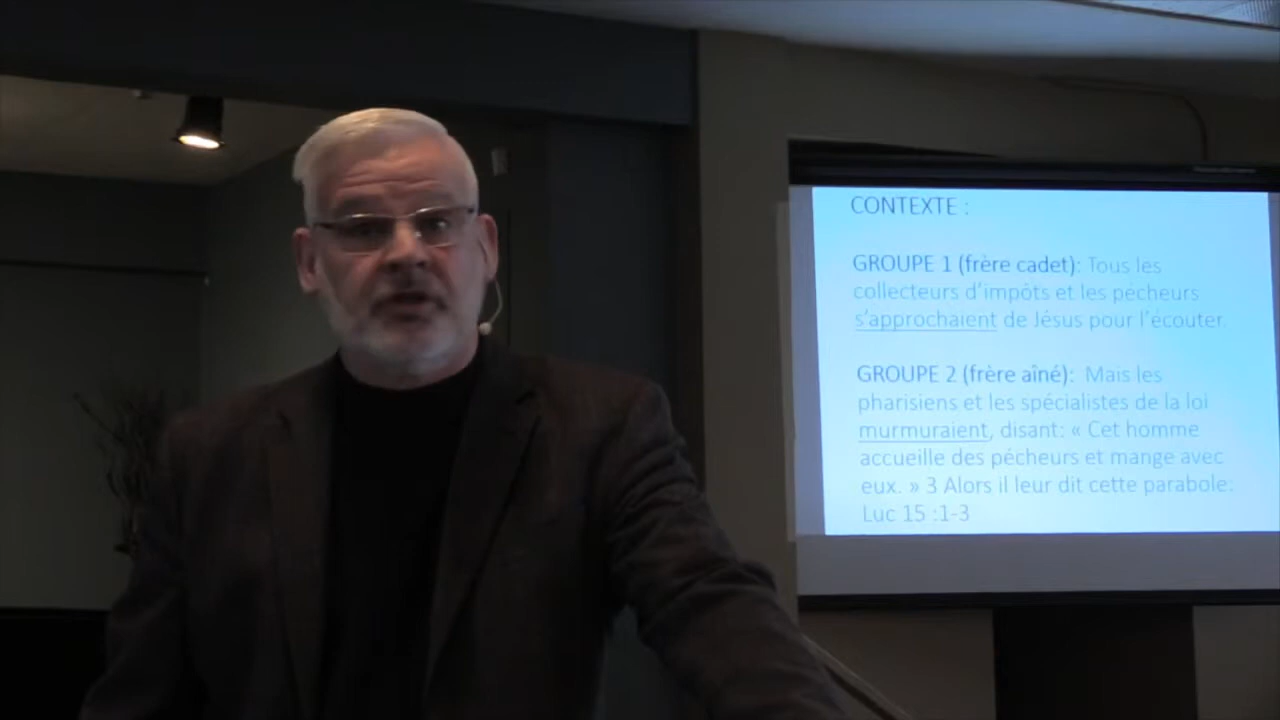 CONTEXTE :
GROUPE 1 (frère cadet): Tous les
collecteurs d'impôts et les pécheurs
s'approchaient de Jésus pour l'écouter.
GROUPE 2 (frère aîné): Mais les
pharisiens et les spécialistes de la loi
murmuraient, disant: « Cet homme
accueille des pécheurs et mange avec
eux. » 3 Alors il leur dit cette parabole:
Luc 15 :1-3